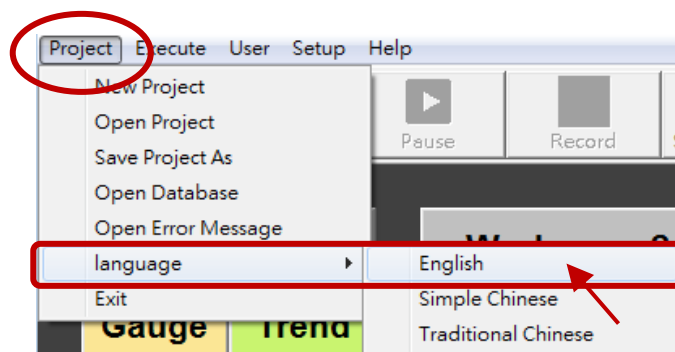 Project Execute User Setup Help
New Project
Open Project
Save Project As
Open Database
Open Error Message
language
Exit
English
Simple Chinese
Traditional Chinese
Pause
Record
Gauge
Trend